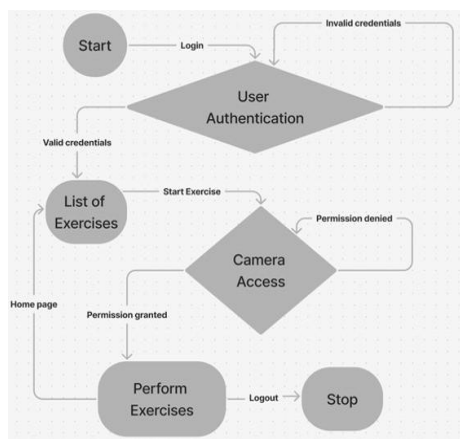 Invalid credentials
Start
Login
User
Authentication
Valid credentials
List of
Exercises
Start Exercise
Permission denied
Camera
Access
Home page
Permission granted
Perform
Exercises
Logout
Stop